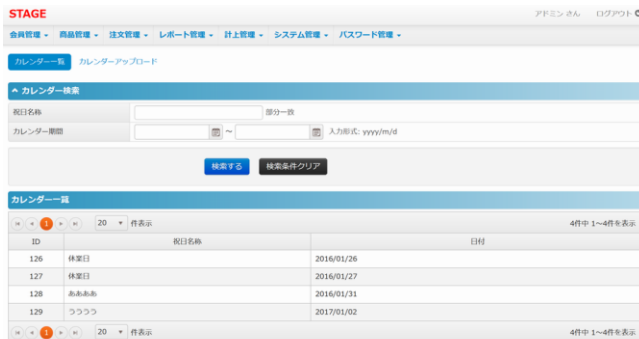 STAGE
アドミン さん ログアウト
会員管理 商品管理 注文管理 レポート管理 計上管理 システム管理 パスワード管理
カレンダー一覧 カレンダーアップロード
カレンダー検索
祝日名称 部分一致
カレンダー期間 ～ 入力形式: yyyy/m/d
検索する 検索条件クリア
カレンダー一覧
1 20 件表示 4件中 1～4件を表示
ID 祝日名称 日付
126 休業日 2016/01/26
127 休業日 2016/01/27
128 ああああ 2016/01/31
129 つつつつ 2017/01/02
1 20 件表示 4件中 1～4件を表示